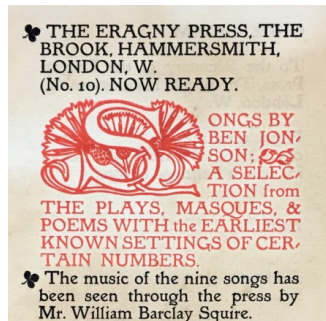 THE ERAGNY PRESS, THE
BROOK, HAMMERSMITH,
LONDON, W.
(No. 10). NOW READY.
SONGS BY
BEN JON-
SON;
A SELEC-
TION from
THE PLAYS, MASQUES, &
POEMS WITH the EARLIEST
KNOWN SETTINGS OF CER-
TAIN NUMBERS.
The music of the nine songs has
been seen through the press by
Mr. William Barclay Squire.